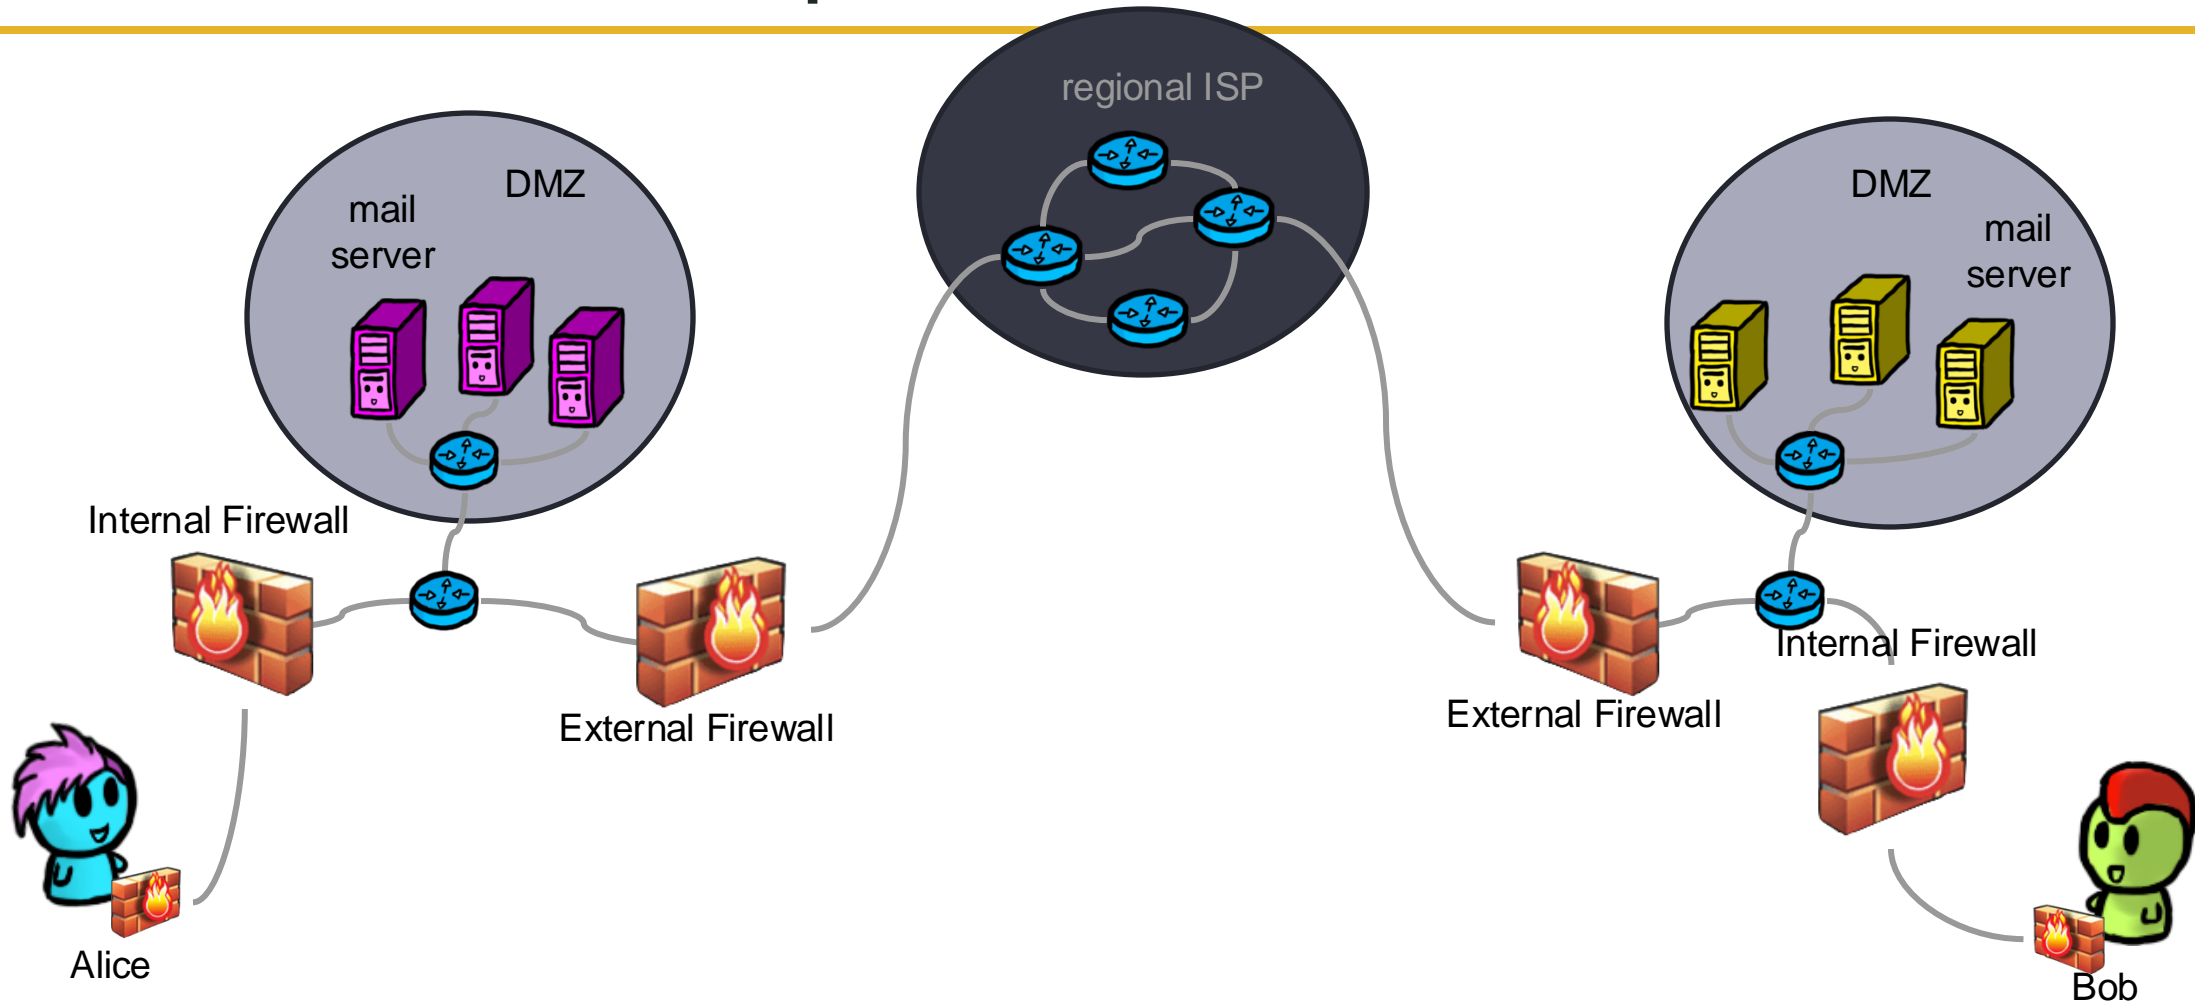 regional ISP
DMZ
mail
server
DMZ
mail
server
Internal Firewall
External Firewall
Internal Firewall
External Firewall
Alice
Bob